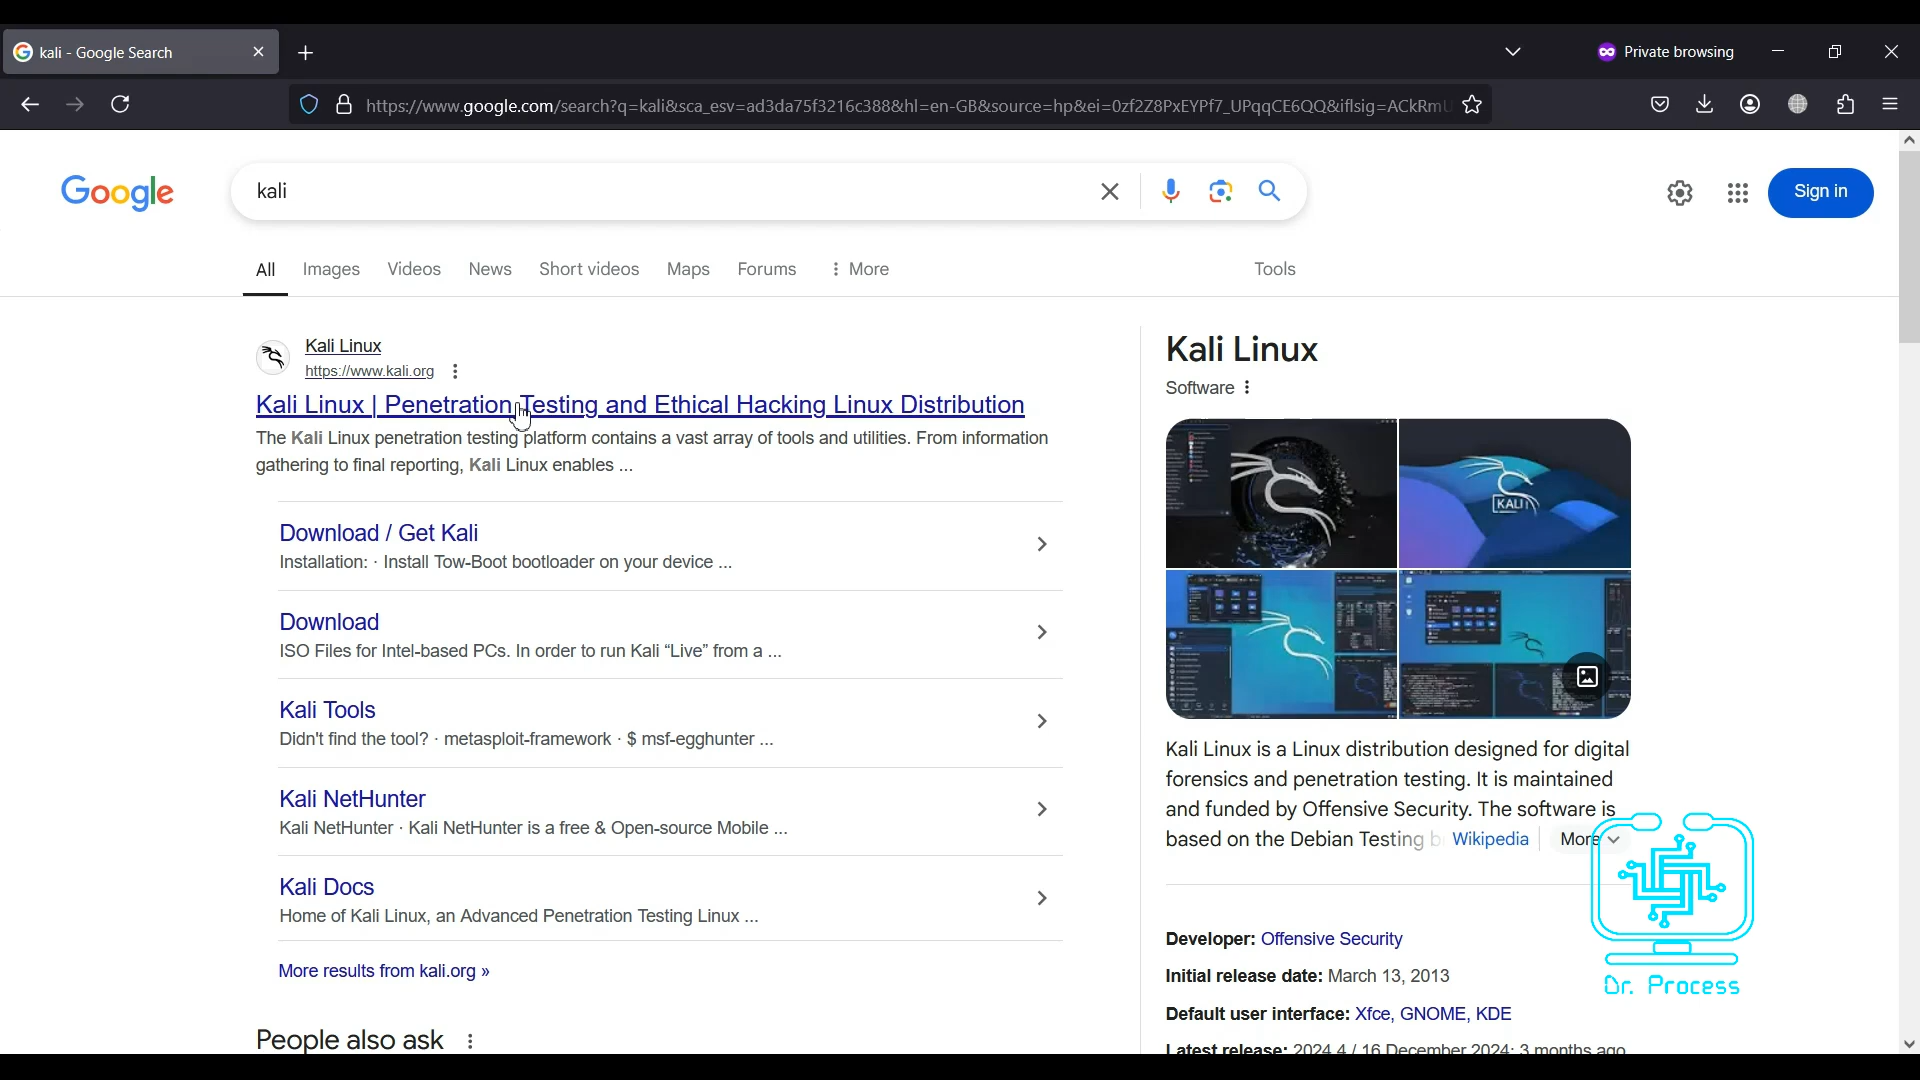 kali - Google Search
Private browsing
https://www.google.com/search?q=kali&sca_esv=ad3da75f3216c388&hl=en-GB&source=hp&ei=0zf2Z8PxEYPf7_UPqqCE6QQ&iflsig=ACkRmU
Google
kali
Sign in
All
Images
Videos
News
Short videos
Maps
Forums
More
Tools
Kali Linux
https://www.kali.org
Kali Linux | Penetration Testing and Ethical Hacking Linux Distribution
The Kali Linux penetration testing platform contains a vast array of tools and utilities. From information
gathering to final reporting, Kali Linux enables ...
Download / Get Kali
Installation: · Install Tow-Boot bootloader on your device ...
Download
ISO Files for Intel-based PCs. In order to run Kali “Live” from a ...
Kali Tools
Didn't find the tool? · metasploit-framework · $ msf-egghunter ...
Kali NetHunter
Kali NetHunter · Kali NetHunter is a free & Open-source Mobile ...
Kali Docs
Home of Kali Linux, an Advanced Penetration Testing Linux ...
More results from kali.org »
People also ask
Kali Linux
Software
KALI
Kali Linux is a Linux distribution designed for digital
forensics and penetration testing. It is maintained
and funded by Offensive Security. The software is
based on the Debian Testing b Wikipedia More
Developer: Offensive Security
Initial release date: March 13, 2013
Default user interface: Xfce, GNOME, KDE
Latest release: 2024.4 / 16 December 2024; 3 months ago
Dr. Process